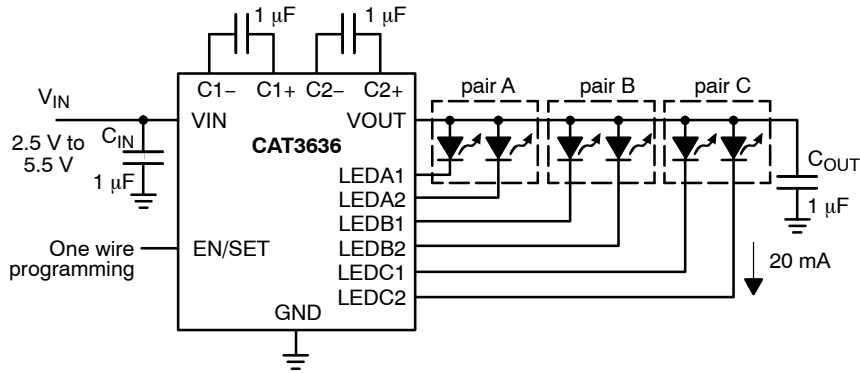 1 μF 1 μF
C1− C1+ C2− C2+
pair A pair B pair C
VIN
VIN VOUT
CAT3636
2.5 V to
5.5 V
CIN
1 μF
COUT
1 μF
LEDA1
LEDA2
LEDB1
LEDB2
LEDC1
LEDC2
One wire
programming
EN/SET
20 mA
GND